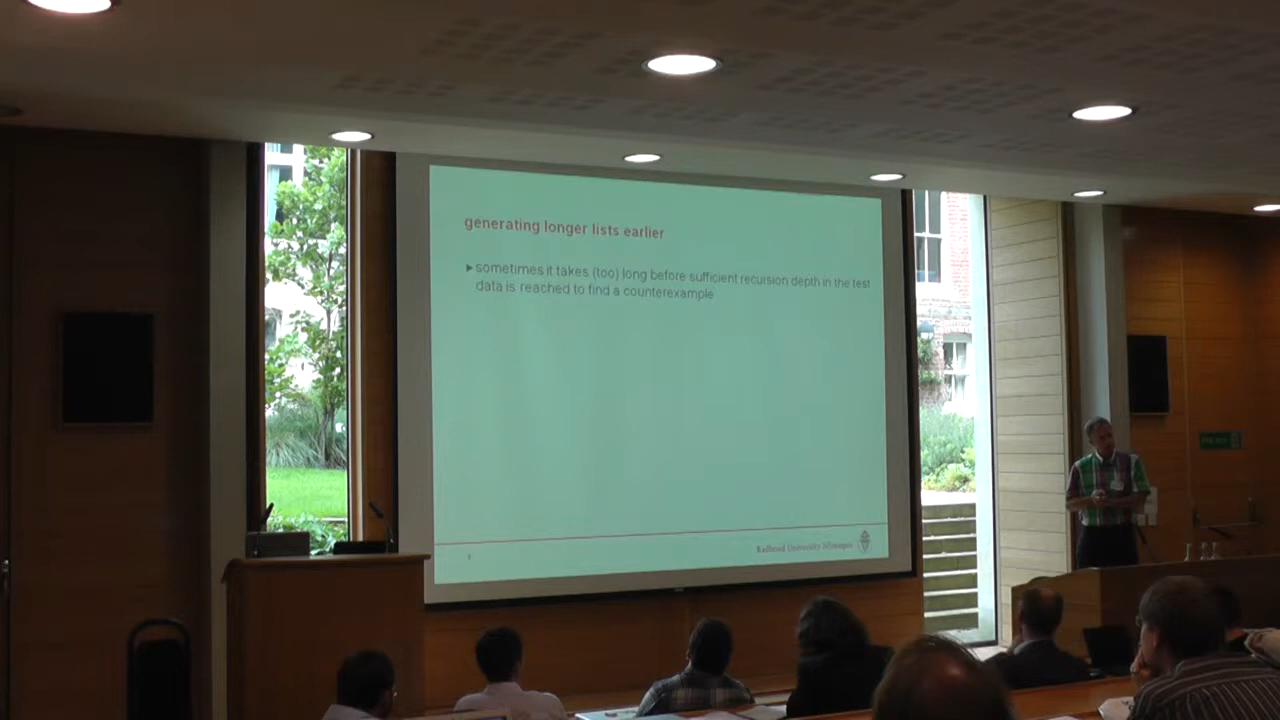 generating longer lists earlier
►sometimes it takes (too) long before sufficient recursion depth in the test
data is reached to find a counterexample
Radboud University Nijmegen